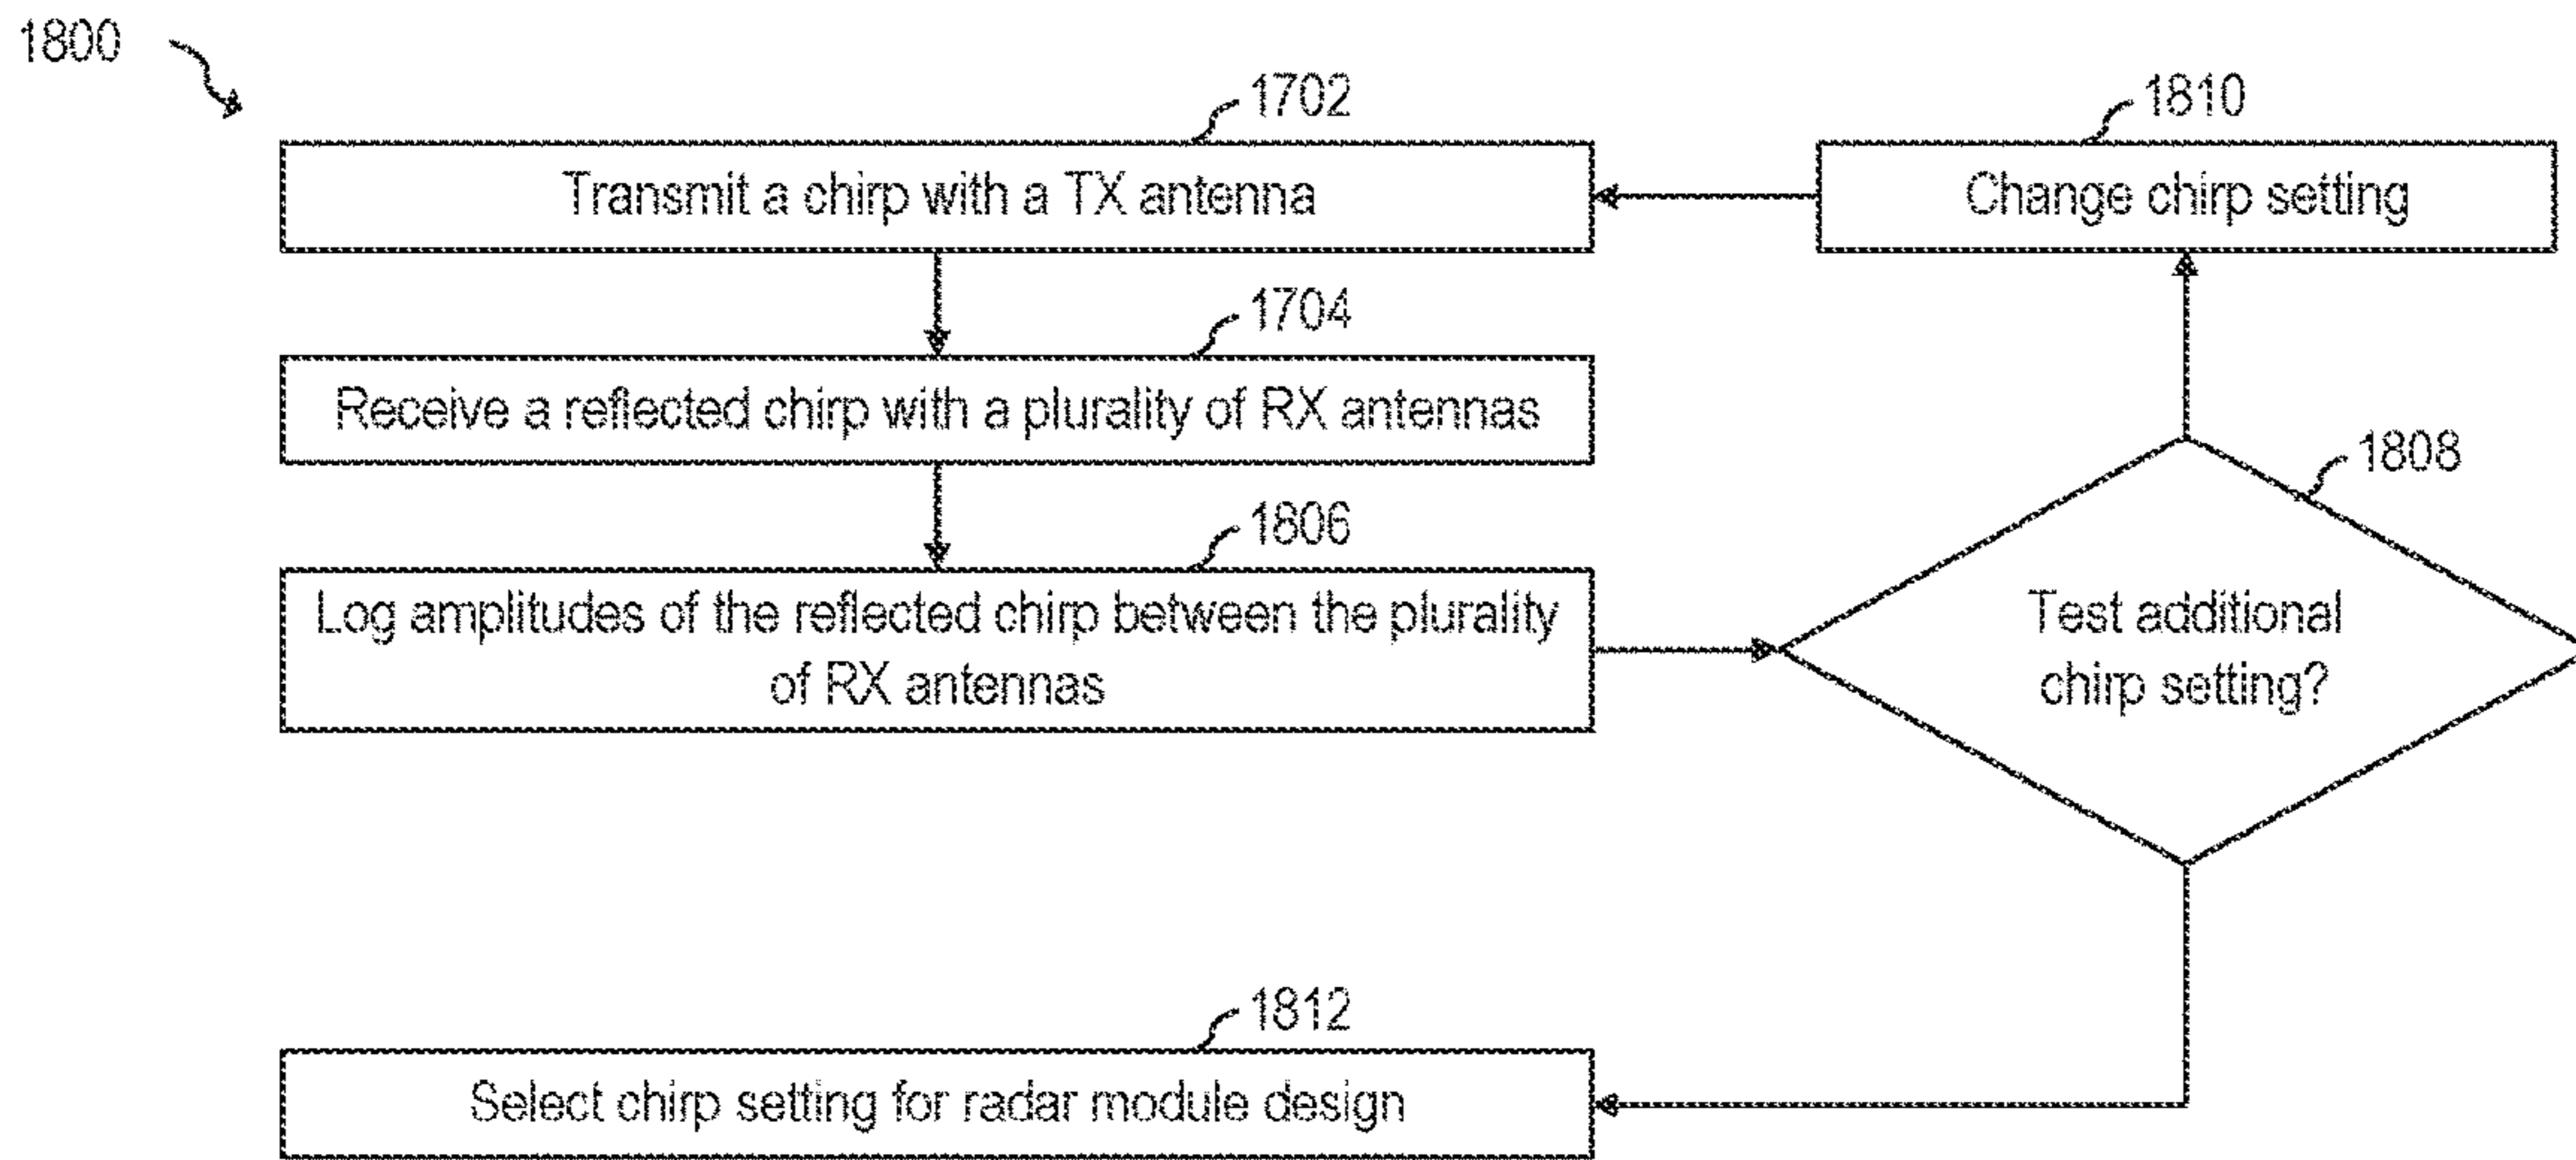 1800
1702
Transmit a chirp with a TX antenna
1810
Change chirp setting
1704
Receive a reflected chirp with a plurality of RX antennas
1806
Log amplitudes of the reflected chirp between the plurality
of RX antennas
1808
Test additional
chirp setting?
1812
Select chirp setting for radar module design